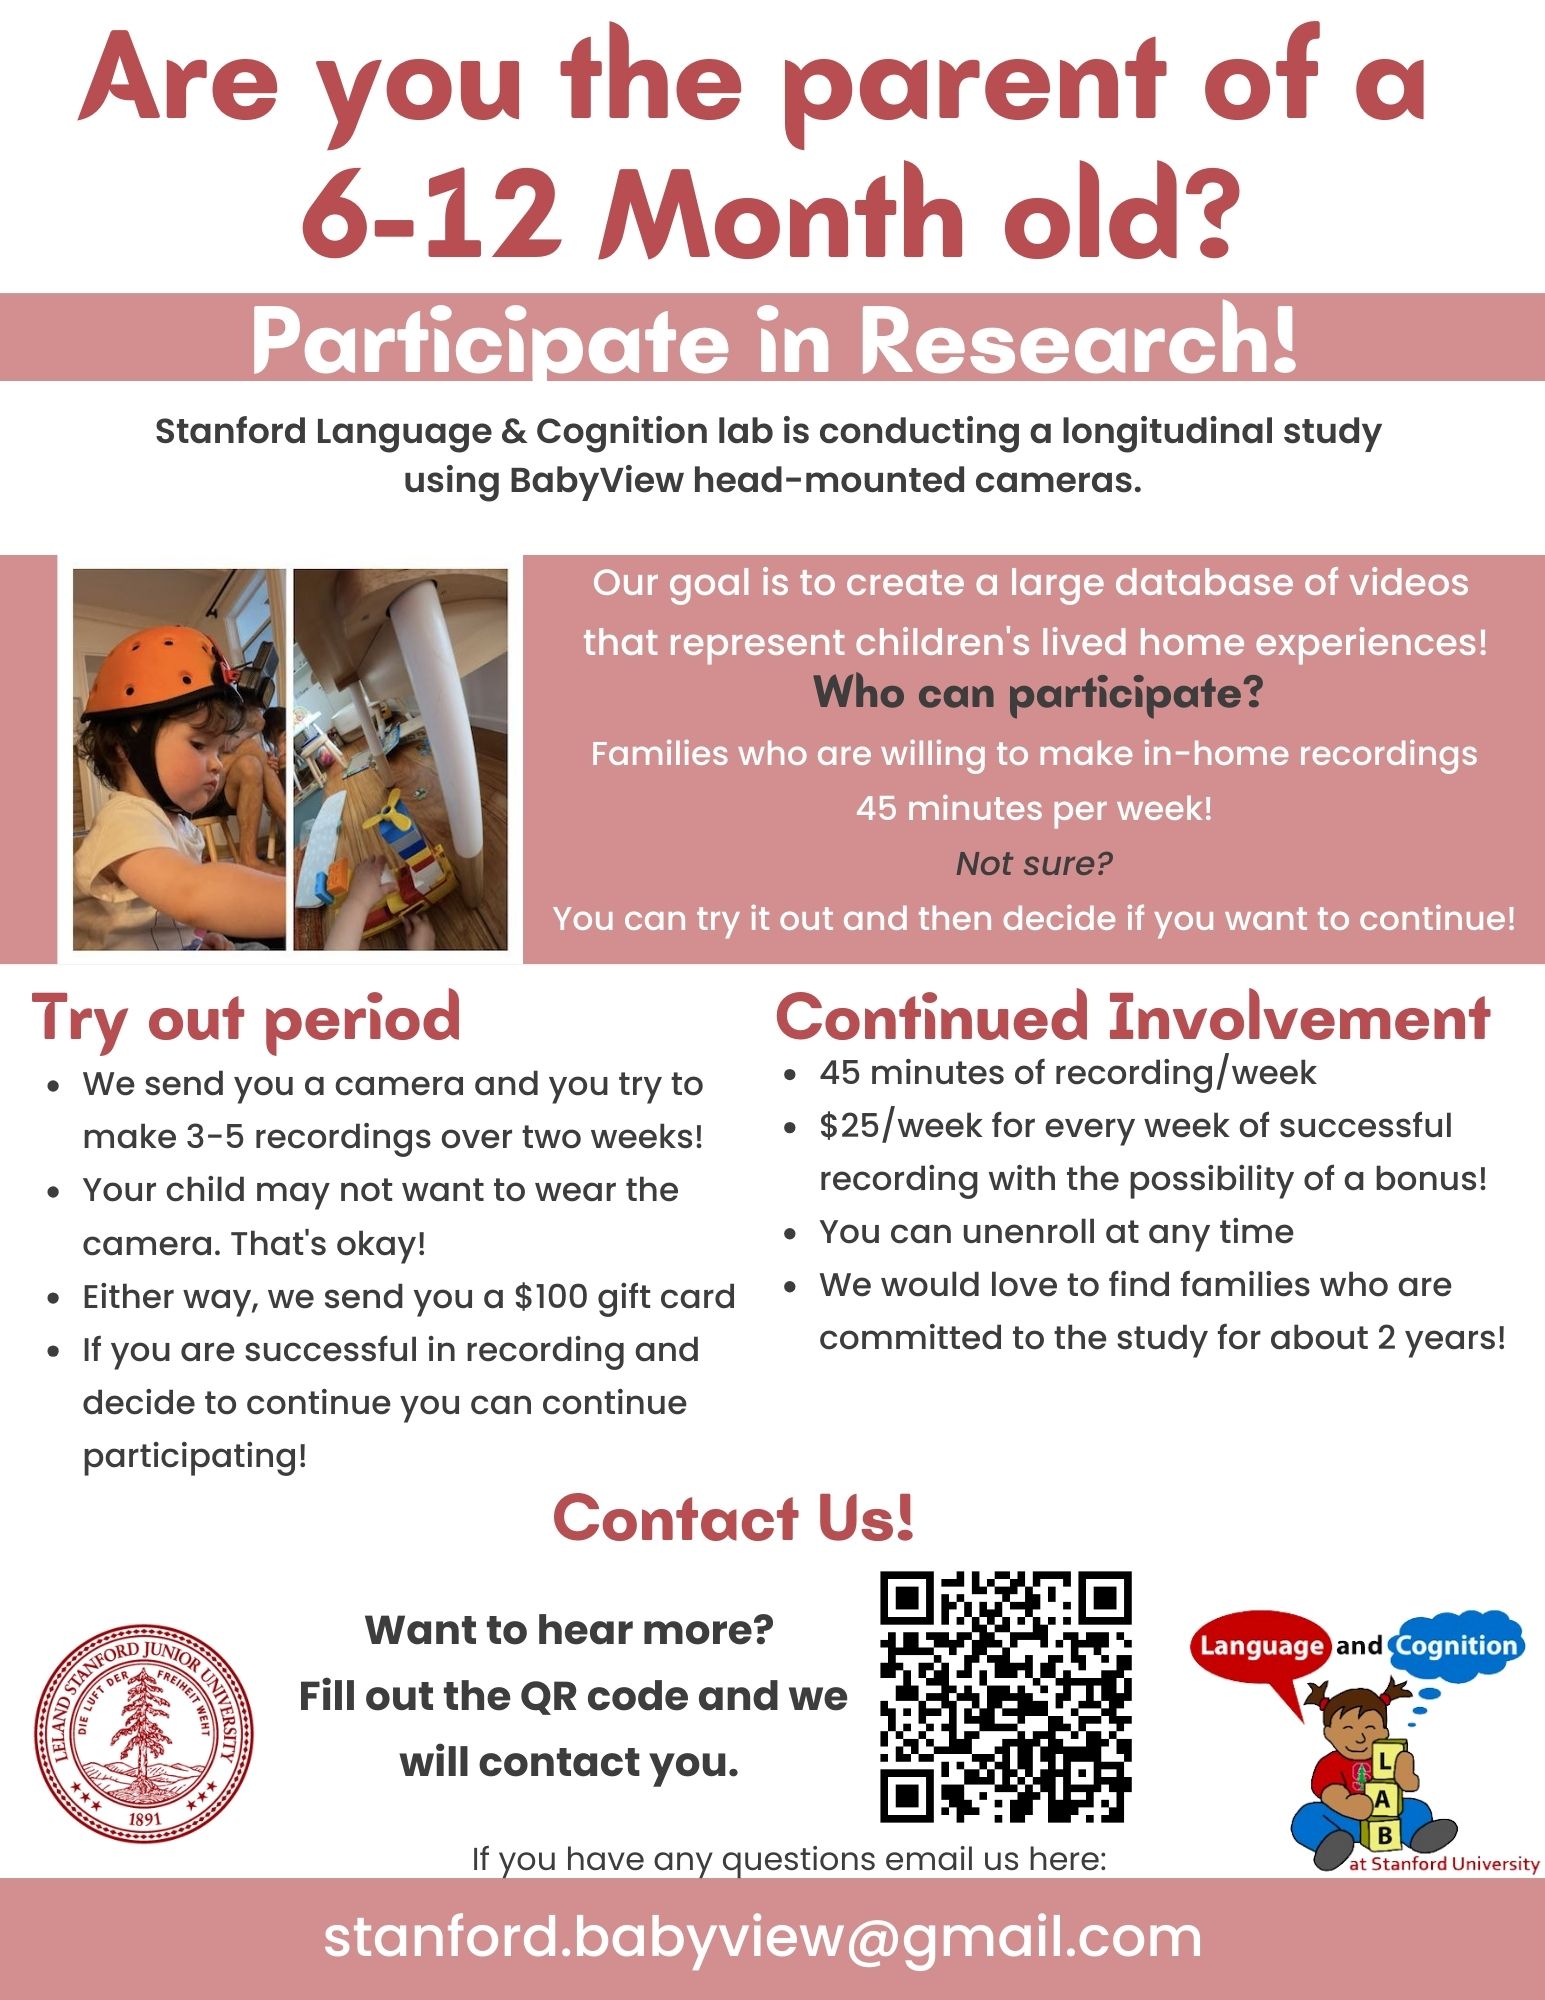 Are you the parent of a
6-12 Month old?
Participate in Research!
Stanford Language & Cognition lab is conducting a longitudinal study
using BabyView head-mounted cameras.
Our goal is to create a large database of videos
that represent children's lived home experiences!
Who can participate?
Families who are willing to make in-home recordings
45 minutes per week!
Not sure?
You can try it out and then decide if you want to continue!
Try out period
• We send you a camera and you try to
make 3-5 recordings over two weeks!
• Your child may not want to wear the
camera. That's okay!
• Either way, we send you a $100 gift card
• If you are successful in recording and
decide to continue you can continue
participating!
Continued Involvement
• 45 minutes of recording/week
• $25/week for every week of successful
recording with the possibility of a bonus!
• You can unenroll at any time
• We would love to find families who are
committed to the study for about 2 years!
Contact Us!
Want to hear more?
Fill out the QR code and we
will contact you.
LELAND STANFORD JUNIOR UNIVERSITY
DIE LUFT DER FREIHEIT WEHT
1891
Language and Cognition
L
A
B
at Stanford University
If you have any questions email us here:
stanford.babyview@gmail.com